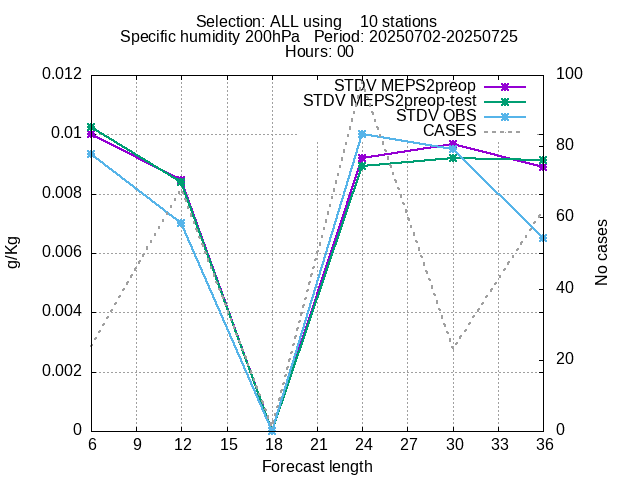 Selection: ALL using    10 stations
Specific humidity 200hPa   Period: 20250702-20250725
Hours: 00
STDV MEPS2preop
STDV MEPS2preop-test
STDV OBS
CASES
0.012
0.01
0.008
0.006
0.004
0.002
0
g/Kg
100
80
60
40
20
0
No cases
6 9 12 15 18 21 24 27 30 33 36
Forecast length